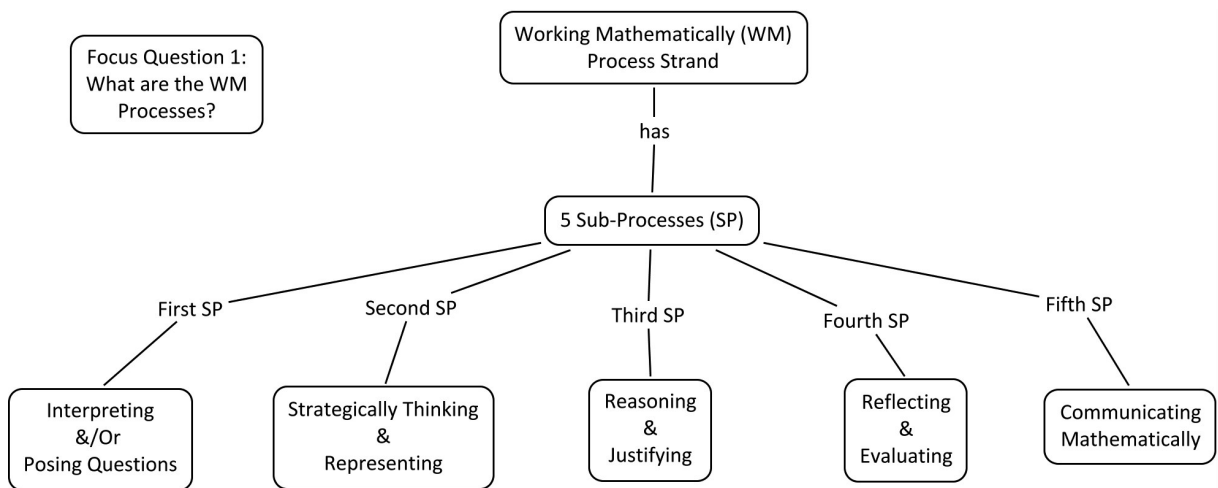 Focus Question 1:
What are the WM
Processes?
Working Mathematically (WM)
Process Strand
has
5 Sub-Processes (SP)
First SP
Second SP
Third SP
Fourth SP
Fifth SP
Interpreting
&/Or
Posing Questions
Strategically Thinking
&
Representing
Reasoning
&
Justifying
Reflecting
&
Evaluating
Communicating
Mathematically